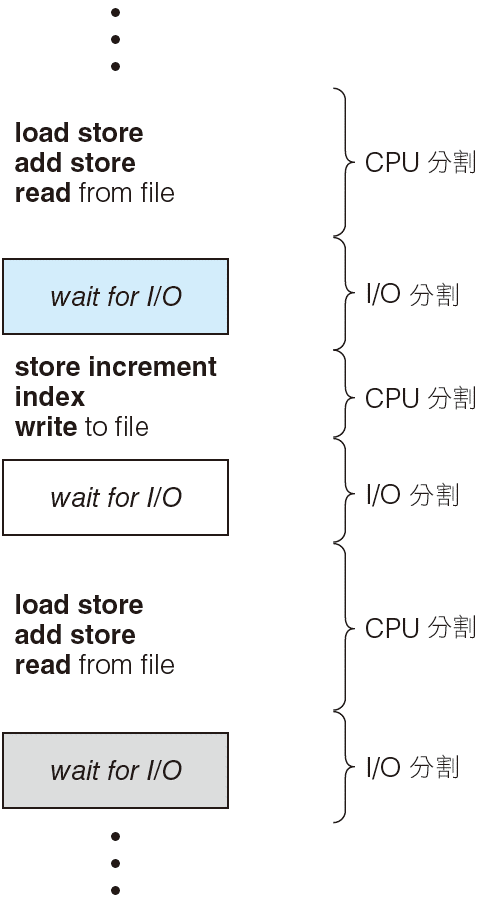 load store
add store
read from file
CPU 分割
wait for I/O
I/O 分割
store increment
index
write to file
CPU 分割
wait for I/O
I/O 分割
load store
add store
read from file
CPU 分割
wait for I/O
I/O 分割